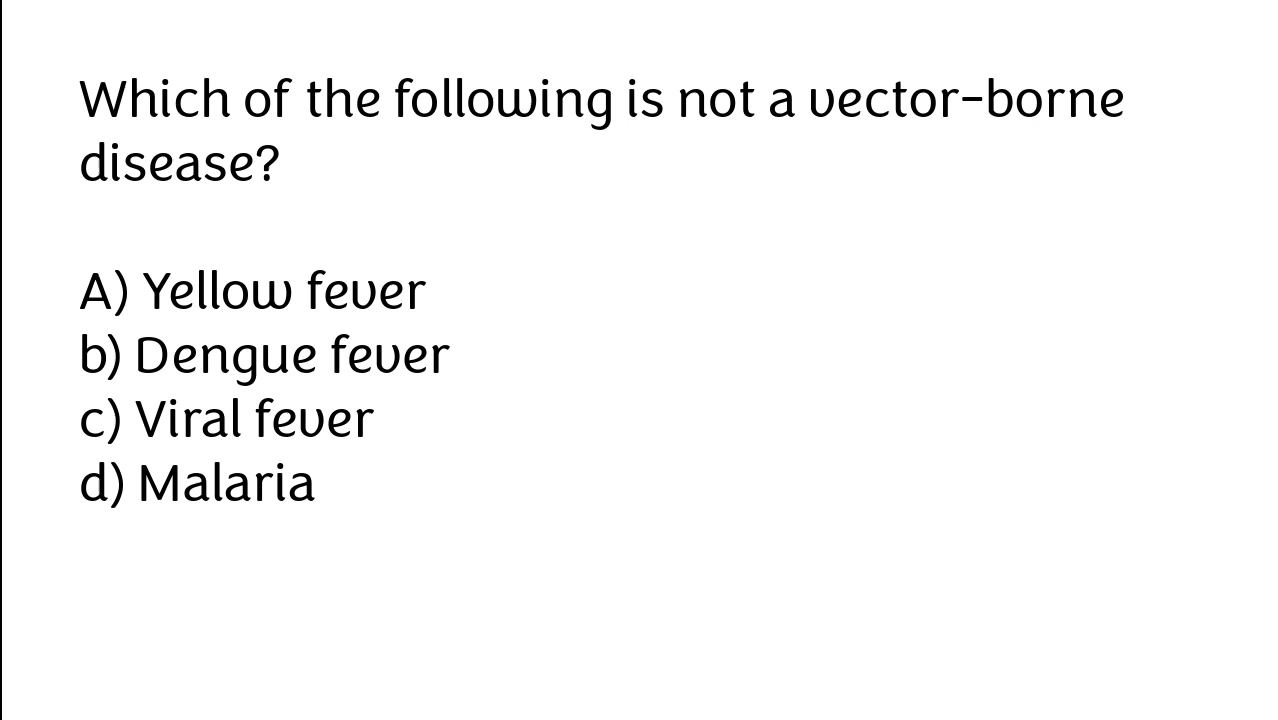 Which of the following is not a vector-borne
disease?
A) Yellow fever
b) Dengue fever
c) Viral fever
d) Malaria